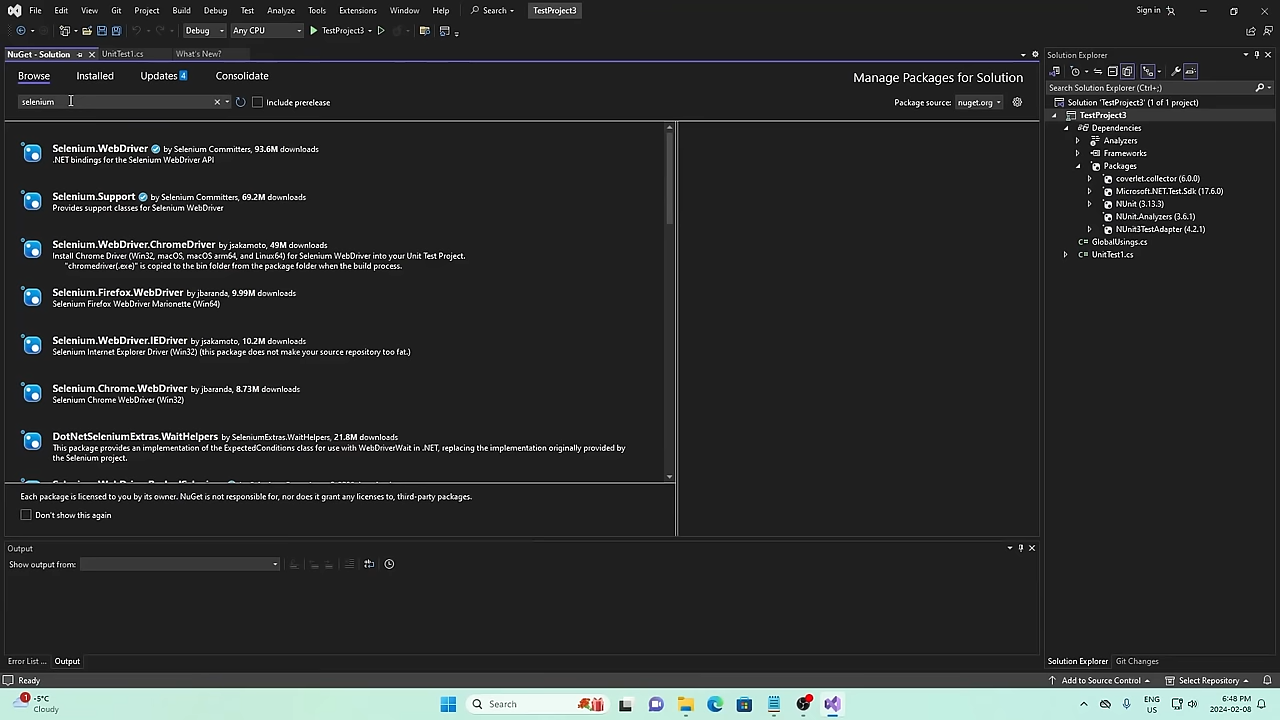 File Edit View Git Project Build Debug Test Analyze Tools Extensions Window Help Search TestProject3 Sign in
Debug Any CPU TestProject3
NuGet - Solution UnitTest1.cs What's New?
Browse Installed Updates 4 Consolidate Manage Packages for Solution
selenium Include prerelease Package source: nuget.org
Selenium.WebDriver by Selenium Committers, 93.6M downloads
.NET bindings for the Selenium WebDriver API
Selenium.Support by Selenium Committers, 69.2M downloads
Provides support classes for Selenium WebDriver
Selenium.WebDriver.ChromeDriver by jsakamoto, 49M downloads
Install Chrome Driver (Win32, macOS, macOS arm64, and Linux64) for Selenium WebDriver into your Unit Test Project.
"chromedriver(.exe)" is copied to the bin folder from the package folder when the build process.
Selenium.Firefox.WebDriver by jbaranda, 9.99M downloads
Selenium Firefox WebDriver Marionette (Win64)
Selenium.WebDriver.IEDriver by jsakamoto, 10.2M downloads
Selenium Internet Explorer Driver (Win32) (this package does not make your source repository too fat.)
Selenium.Chrome.WebDriver by jbaranda, 8.73M downloads
Selenium Chrome WebDriver (Win32)
DotNetSeleniumExtras.WaitHelpers by SeleniumExtras.WaitHelpers, 21.8M downloads
This package provides an implementation of the ExpectedConditions class for use with WebDriverWait in .NET, replacing the implementation originally provided by
the Selenium project.
Each package is licensed to you by its owner. NuGet is not responsible for, nor does it grant any licenses to, third-party packages.
Don't show this again
Output
Show output from:
Error List ... Output
Solution Explorer
Search Solution Explorer (Ctrl+;)
Solution 'TestProject3' (1 of 1 project)
TestProject3
Dependencies
Analyzers
Frameworks
Packages
coverlet.collector (6.0.0)
Microsoft.NET.Test.Sdk (17.6.0)
NUnit (3.13.3)
NUnit.Analyzers (3.6.1)
NUnit3TestAdapter (4.2.1)
GlobalUsings.cs
UnitTest1.cs
Solution Explorer Git Changes
Ready Add to Source Control Select Repository
1 -5°C
Cloudy
Search
ENG
US
6:48 PM
2024-02-08